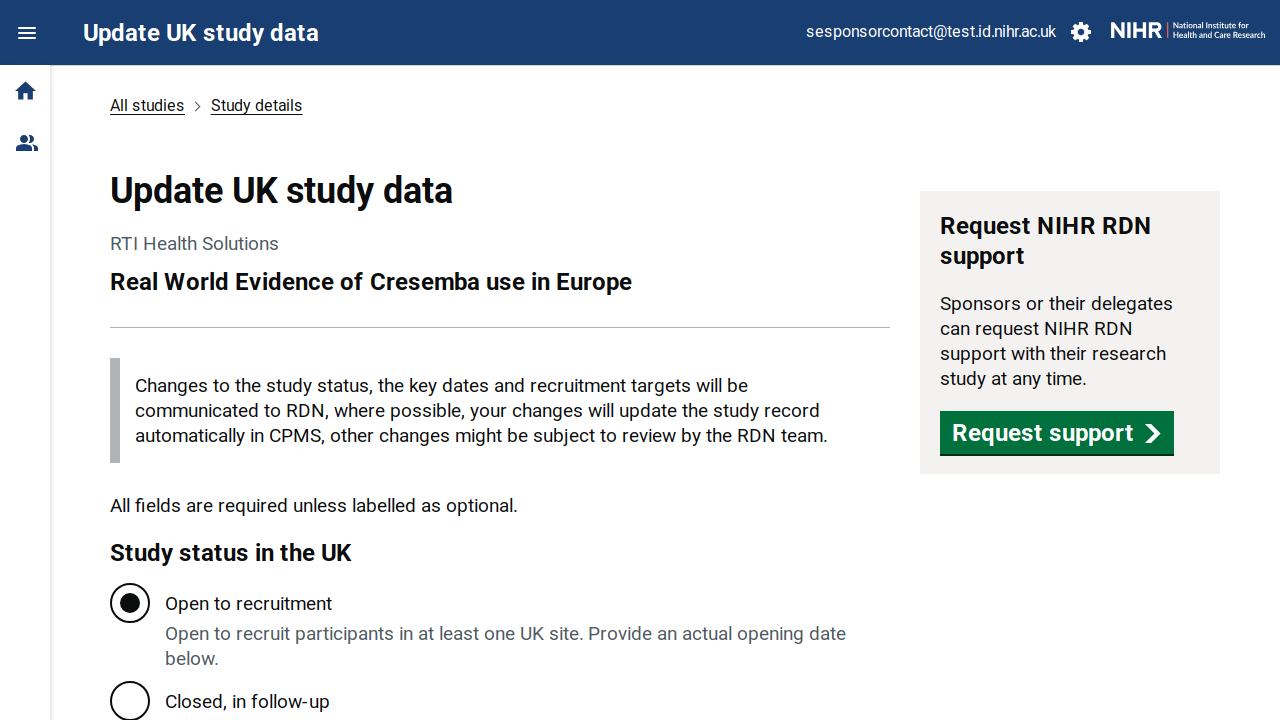 Update UK study data
sesponsorcontact@test.id.nihr.ac.uk
NIHR
National Institute for
Health and Care Research
All studies
Study details
Update UK study data
RTI Health Solutions
Real World Evidence of Cresemba use in Europe
Changes to the study status, the key dates and recruitment targets will be
communicated to RDN, where possible, your changes will update the study record
automatically in CPMS, other changes might be subject to review by the RDN team.
All fields are required unless labelled as optional.
Study status in the UK
Open to recruitment
Open to recruit participants in at least one UK site. Provide an actual opening date
below.
Closed, in follow-up
Request NIHR RDN
support
Sponsors or their delegates
can request NIHR RDN
support with their research
study at any time.
Request support